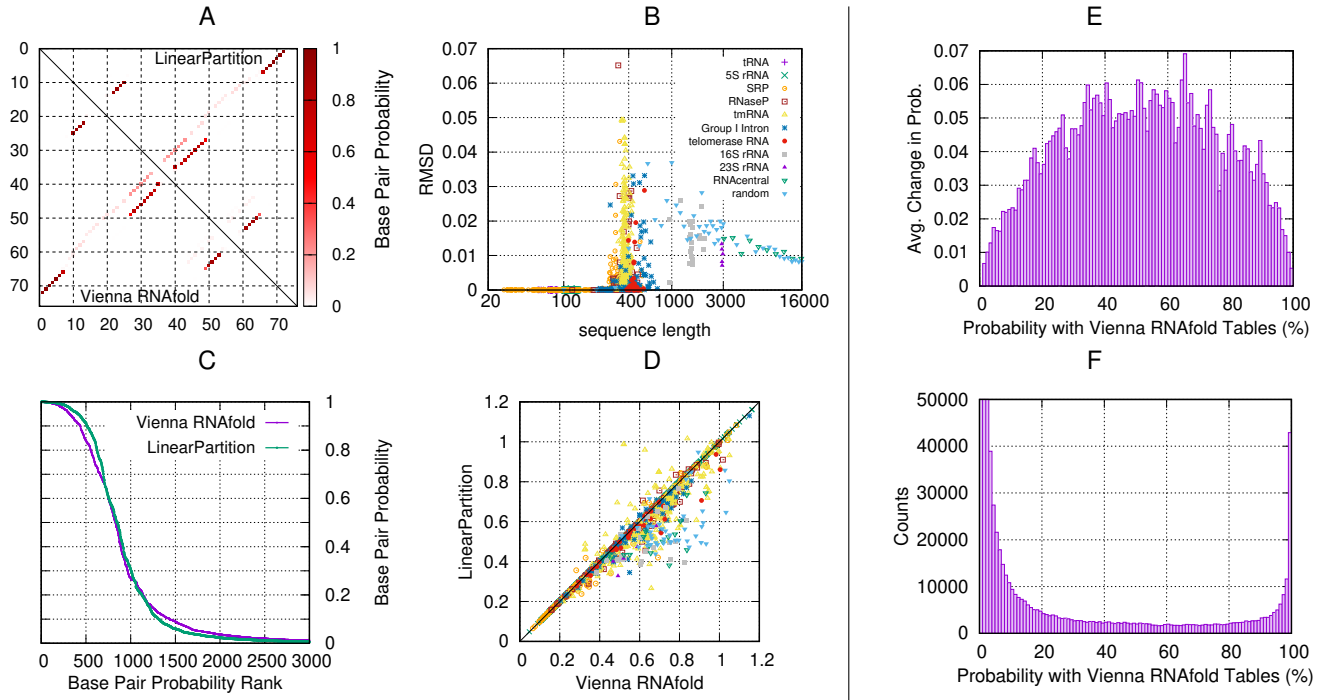 A
0
10
20
30
40
50
60
70
LinearPartition
Vienna RNAfold
0 10 20 30 40 50 60 70
1
0.8
0.6
0.4
0.2
0
Base Pair Probability
B
0.07
0.06
0.05
0.04
0.03
0.02
0.01
0
RMSD
tRNA
5S rRNA
SRP
RNaseP
tmRNA
Group I Intron
telomerase RNA
16S rRNA
23S rRNA
RNAcentral
random
20 100 400 1000 3000 16000
sequence length
C
Vienna RNAfold
LinearPartition
1
0.8
0.6
0.4
0.2
0
Base Pair Probability
0 500 1000 1500 2000 2500 3000
Base Pair Probability Rank
D
1.2
1
0.8
0.6
0.4
0.2
0
LinearPartition
0 0.2 0.4 0.6 0.8 1 1.2
Vienna RNAfold
E
0.07
0.06
0.05
0.04
0.03
0.02
0.01
0
Avg. Change in Prob.
0 20 40 60 80 100
Probability with Vienna RNAfold Tables (%)
F
50000
40000
30000
20000
10000
0
Counts
0 20 40 60 80 100
Probability with Vienna RNAfold Tables (%)